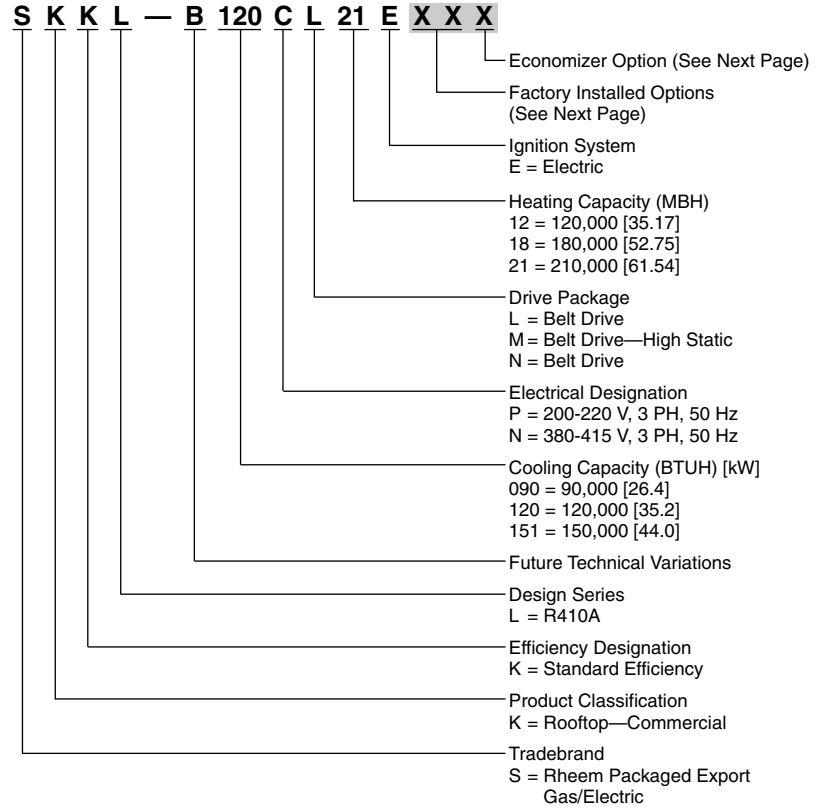 S K K L — B 120 C L 21 E X X X
Economizer Option (See Next Page)
Factory Installed Options
(See Next Page)
Ignition System
E = Electric
Heating Capacity (MBH)
12 = 120,000 [35.17]
18 = 180,000 [52.75]
21 = 210,000 [61.54]
Drive Package
L = Belt Drive
M = Belt Drive—High Static
N = Belt Drive
Electrical Designation
P = 200-220 V, 3 PH, 50 Hz
N = 380-415 V, 3 PH, 50 Hz
Cooling Capacity (BTUH) [kW]
090 = 90,000 [26.4]
120 = 120,000 [35.2]
151 = 150,000 [44.0]
Future Technical Variations
Design Series
L = R410A
Efficiency Designation
K = Standard Efficiency
Product Classification
K = Rooftop—Commercial
Tradebrand
S = Rheem Packaged Export
Gas/Electric